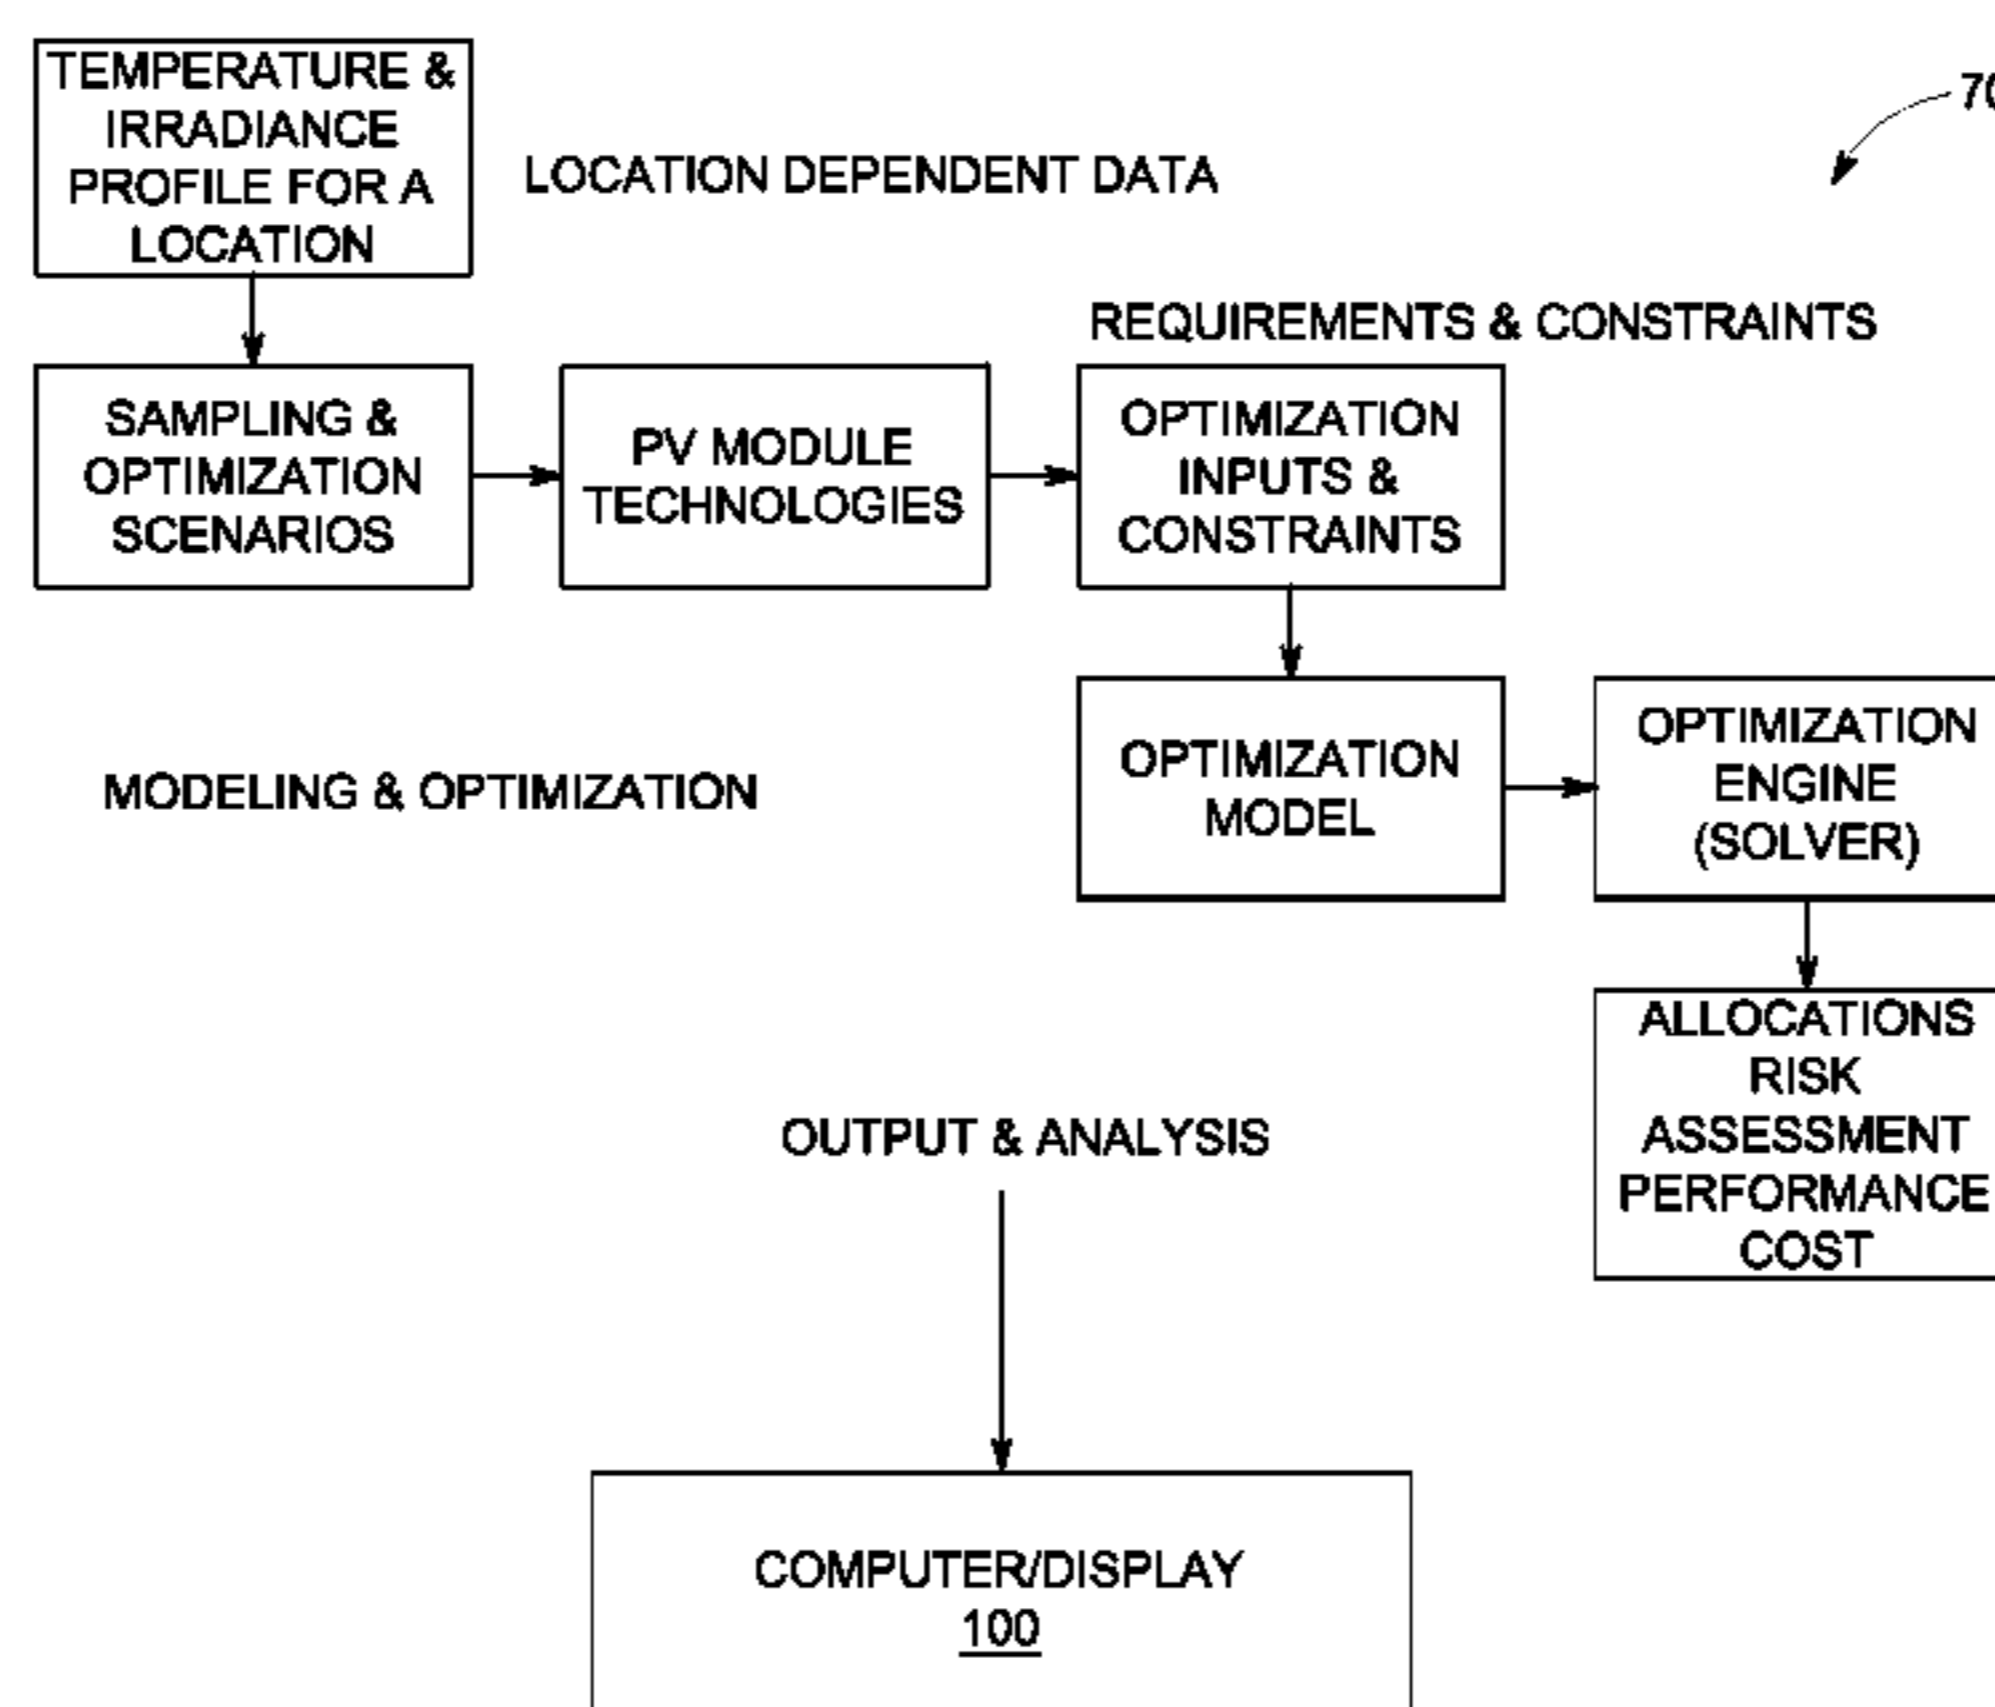 TEMPERATURE &
IRRADIANCE
PROFILE FOR A
LOCATION
LOCATION DEPENDENT DATA
70
REQUIREMENTS & CONSTRAINTS
SAMPLING &
OPTIMIZATION
SCENARIOS
PV MODULE
TECHNOLOGIES
OPTIMIZATION
INPUTS &
CONSTRAINTS
MODELING & OPTIMIZATION
OPTIMIZATION
MODEL
OPTIMIZATION
ENGINE
(SOLVER)
ALLOCATIONS
RISK
ASSESSMENT
PERFORMANCE
COST
OUTPUT & ANALYSIS
COMPUTER/DISPLAY
100